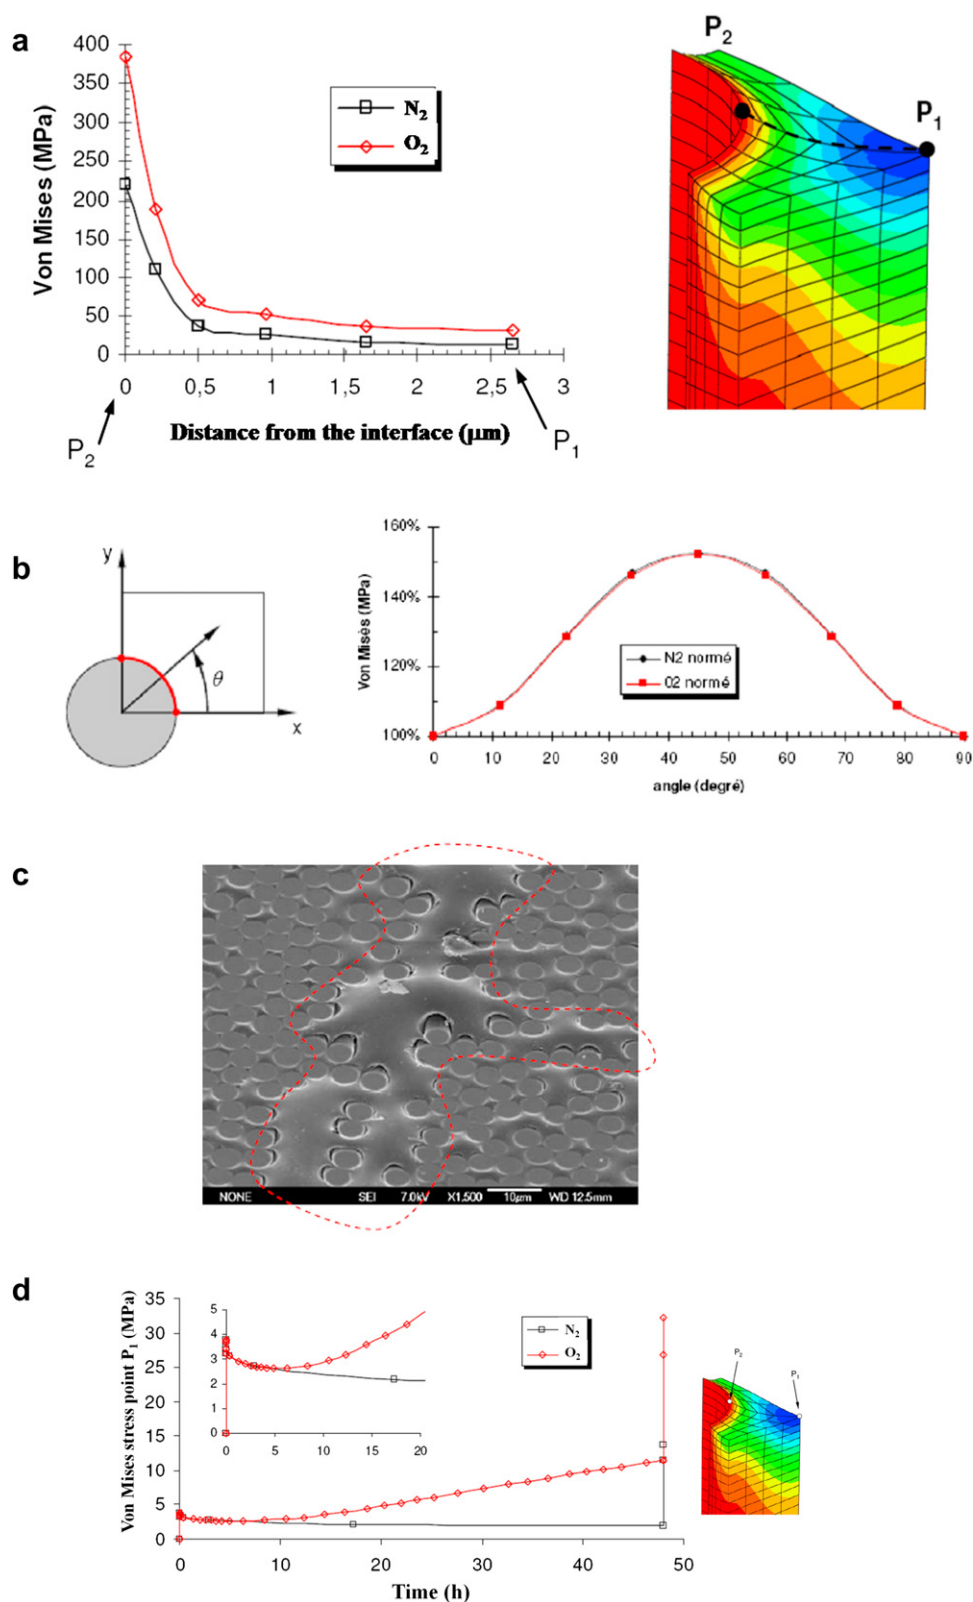 a
400
350
300
250
200
150
100
50
0
Von Mises (MPa)
N2
O2
0 0,5 1 1,5 2 2,5 3
P2
Distance from the interface (µm)
P1
P2
P1
b
y
θ
x
160%
140%
120%
100%
Von Mises (MPa)
N2 normé
02 normé
0 10 20 30 40 50 60 70 80 90
angle (degré)
c
NONE SEI 7.0kV X1,500 10µm WD 12.5mm
d
35
30
25
20
15
10
5
0
Von Mises stress point P1 (MPa)
5
4
3
2
1
0
0 5 10 15 20
N2
O2
P2
P1
0 10 20 30 40 50
Time (h)